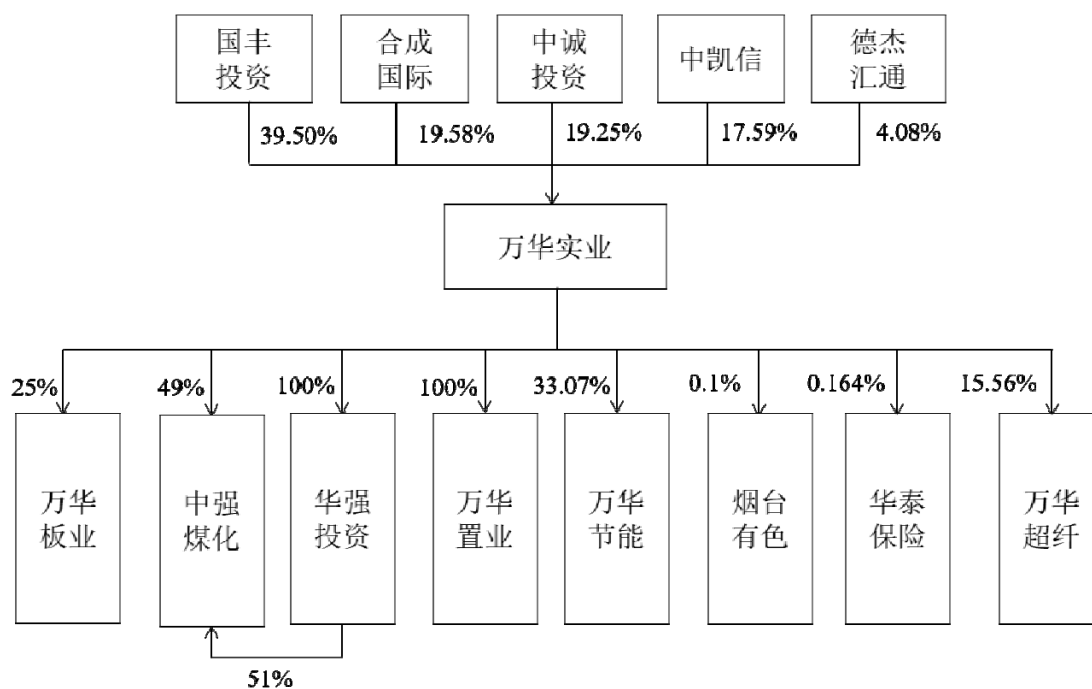 国丰
投资
合成
国际
中诚
投资
中凯信
德杰
汇通
39.50%
19.58%
19.25%
17.59%
4.08%
万华实业
25%
49%
100%
100%
33.07%
0.1%
0.164%
15.56%
万华
板业
中强
煤化
华强
投资
万华
置业
万华
节能
烟台
有色
华泰
保险
万华
超纤
51%